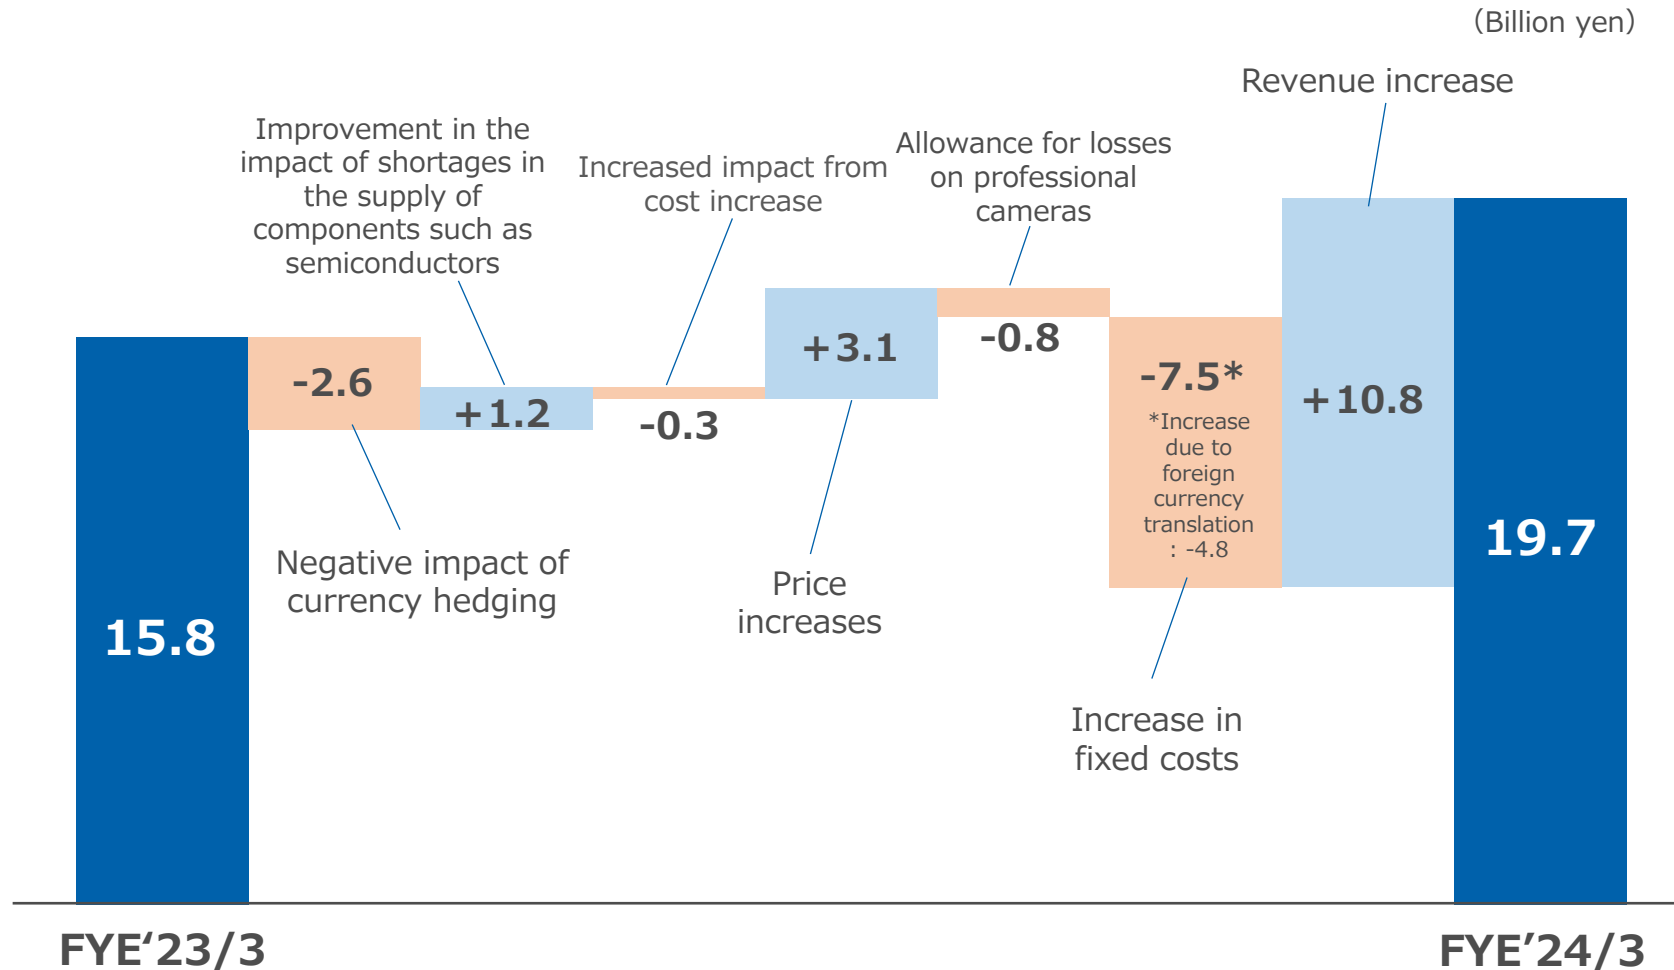 （Billion yen）
Revenue increase
Improvement in the
impact of shortages in
the supply of
components such as
semiconductors
Increased impact from
cost increase
Allowance for losses
on professional
cameras
-2.6
+1.2
-0.3
+3.1
-0.8
-7.5*
*Increase
due to
foreign
currency
translation
: -4.8
+10.8
15.8
19.7
Negative impact of
currency hedging
Price
increases
Increase in
fixed costs
FYE‘23/3
FYE’24/3